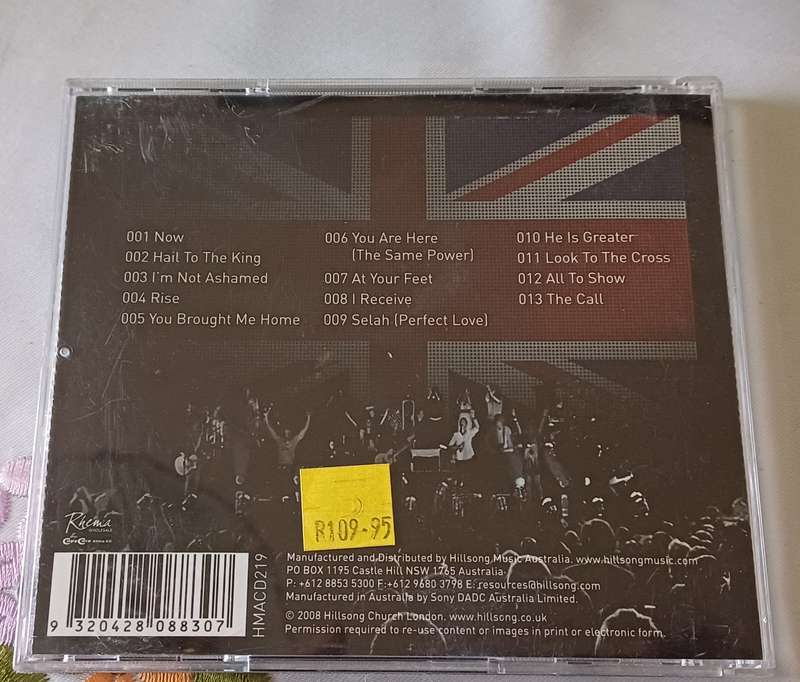 001 Now
002 Hail To The King
003 I'm Not Ashamed
004 Rise
005 You Brought Me Home
006 You Are Here
(The Same Power)
007 At Your Feet
008 I Receive
009 Selah (Perfect Love)
010 He Is Greater
011 Look To The Cross
012 All To Show
013 The Call
R109-95
Rhema
WHOLESALE
9 320428 088307
HMACD219
Manufactured and Distributed by Hillsong Music Australia. www.hillsongmusic.com
PO BOX 1195 Castle Hill NSW 1765 Australia.
P: +612 8853 5300 F:+612 9680 3798 E: resources@hillsong.com
Manufactured in Australia by Sony DADC Australia Limited.
© 2008 Hillsong Church London. www.hillsong.co.uk
Permission required to re-use content or images in print or electronic form.